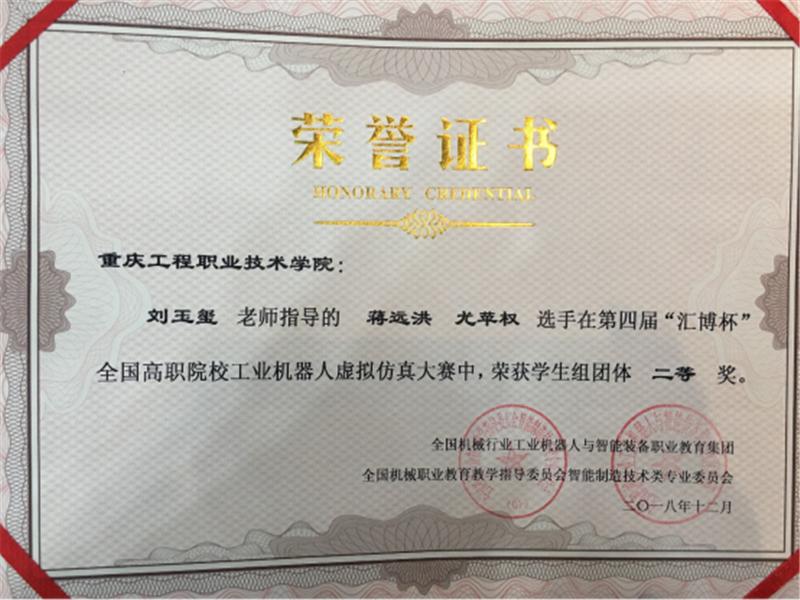 荣誉证书
HONORARY CREDENTIAL
重庆工程职业技术学院:
刘玉玺 老师指导的 蒋远洪 尤苹权 选手在第四届“汇博杯”
全国高职院校工业机器人虚拟仿真大赛中,荣获学生组团体 二等 奖。
全国机械行业工业机器人与智能装备职业教育集团
全国机械职业教育教学指导委员会智能制造技术类专业委员会
二〇一八年十二月